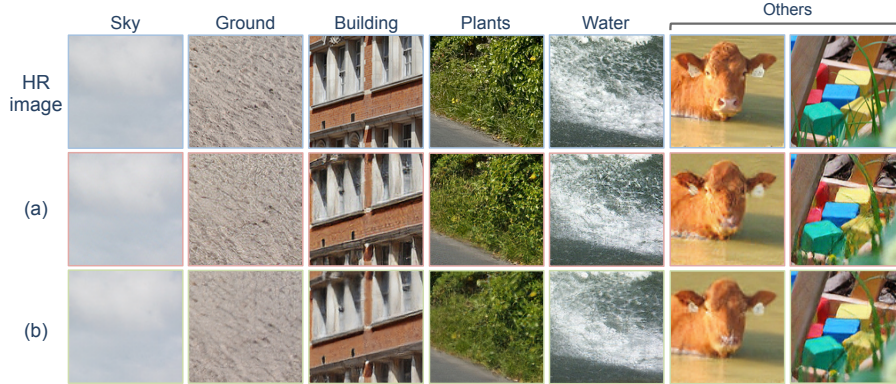 Others
Sky Ground Building Plants Water
HR
image
(a)
(b)